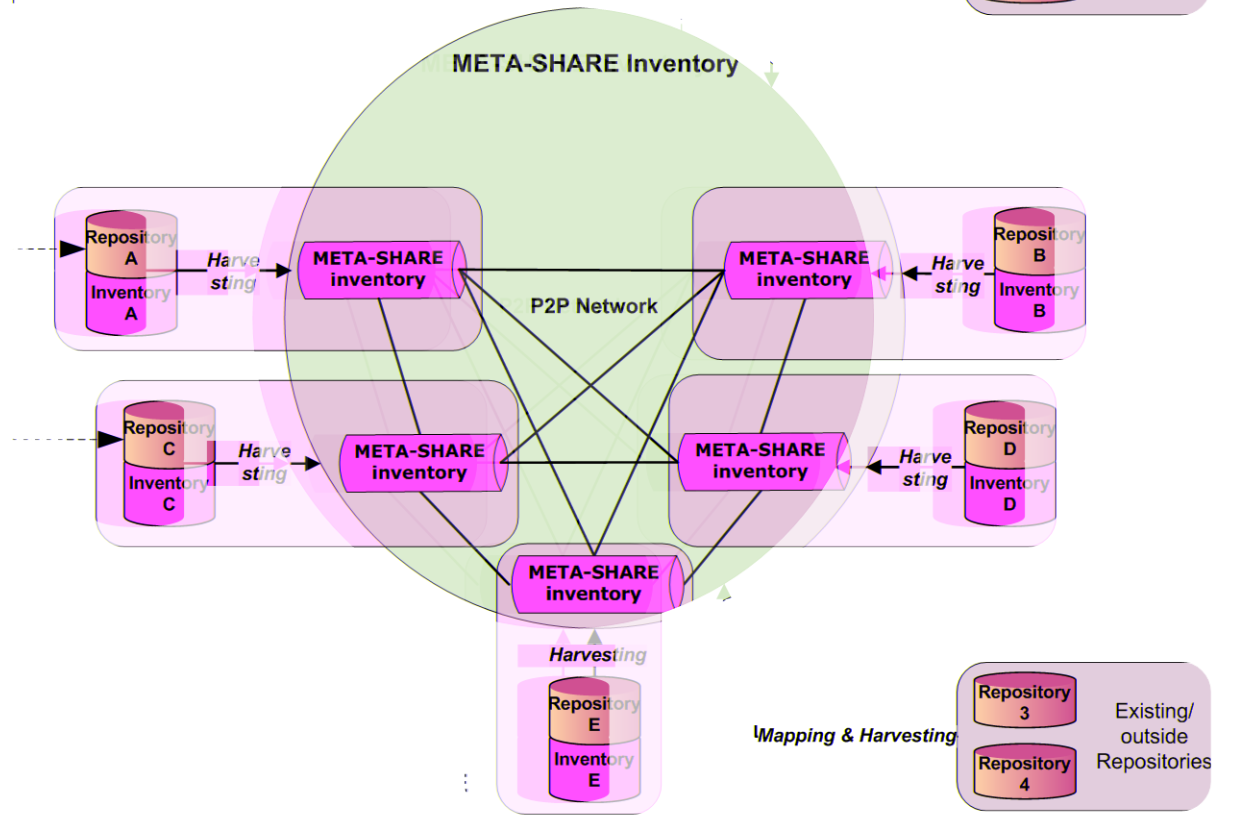 META-SHARE Inventory
Repository
A
Inventory
A
Harve
sting
META-SHARE
inventory
META-SHARE
inventory
Harve
sting
Repository
B
Inventory
B
P2P Network
Repository
C
Inventory
C
Harve
sting
META-SHARE
inventory
META-SHARE
inventory
Harve
sting
Repository
D
Inventory
D
META-SHARE
inventory
Harvesting
Repository
E
Inventory
E
Mapping & Harvesting
Repository
3
Repository
4
Existing/
outside
Repositories